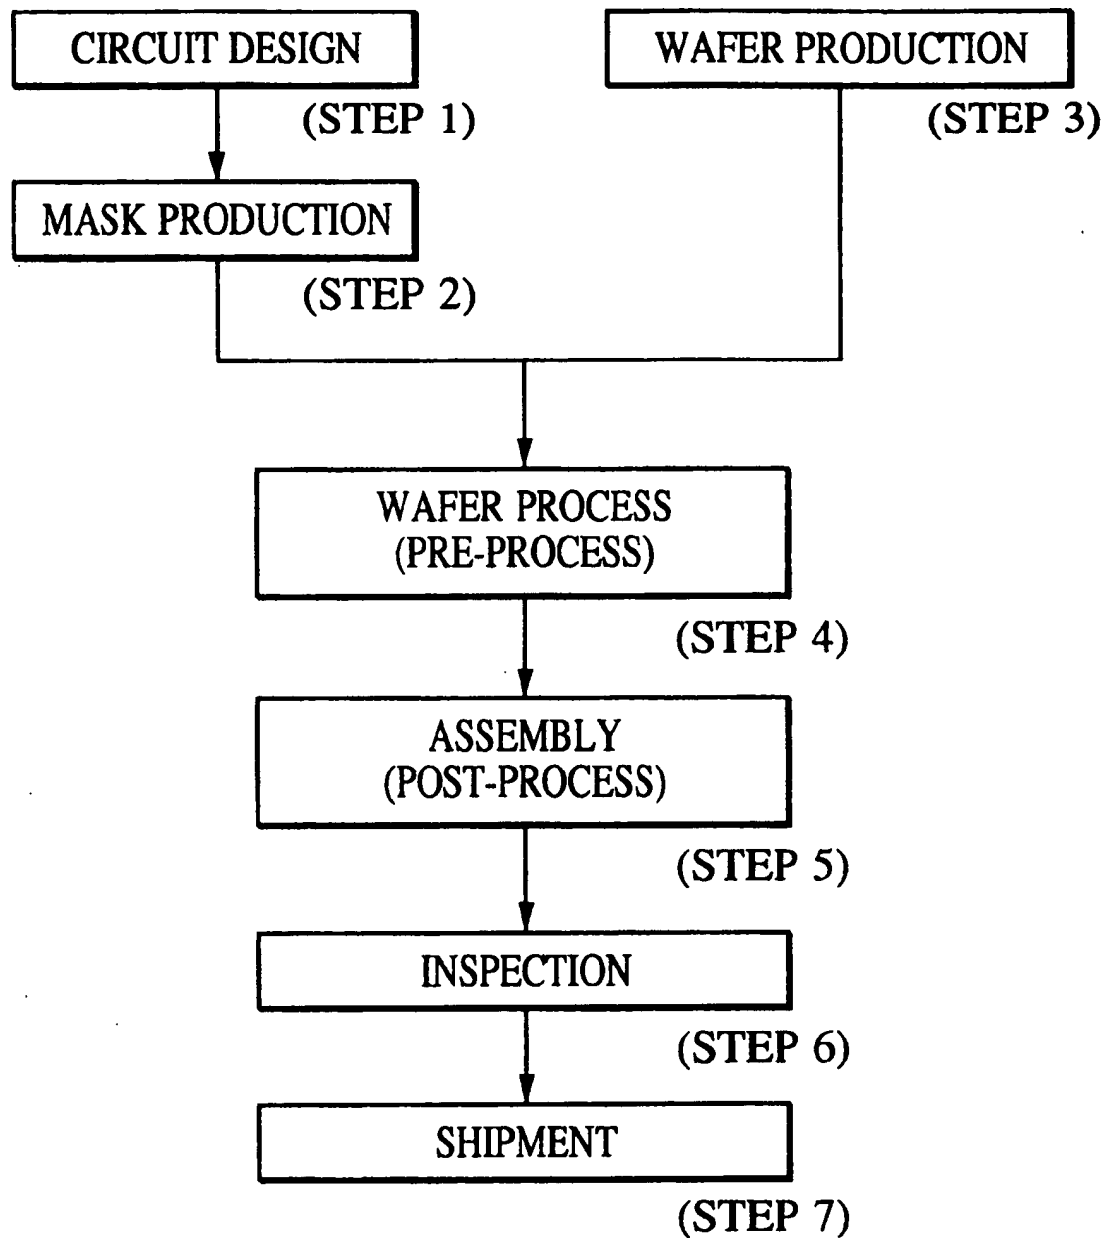 CIRCUIT DESIGN
(STEP 1)
MASK PRODUCTION
(STEP 2)
WAFER PRODUCTION
(STEP 3)
WAFER PROCESS
(PRE-PROCESS)
(STEP 4)
ASSEMBLY
(POST-PROCESS)
(STEP 5)
INSPECTION
(STEP 6)
SHIPMENT
(STEP 7)